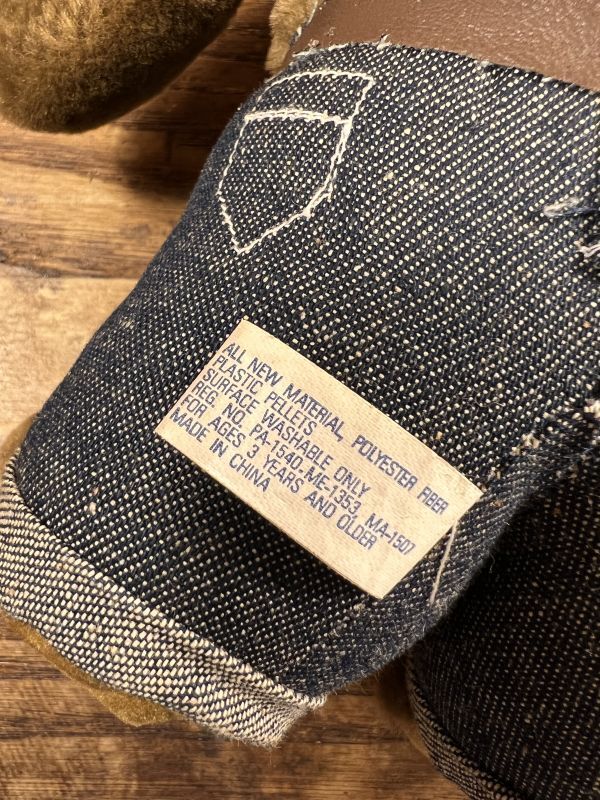 ALL NEW MATERIAL, POLYESTER FIBER
PLASTIC PELLETS
SURFACE WASHABLE ONLY
REG. NO. PA-1540-ME-1353, MA-1507
FOR AGES 3 YEARS AND OLDER
MADE IN CHINA